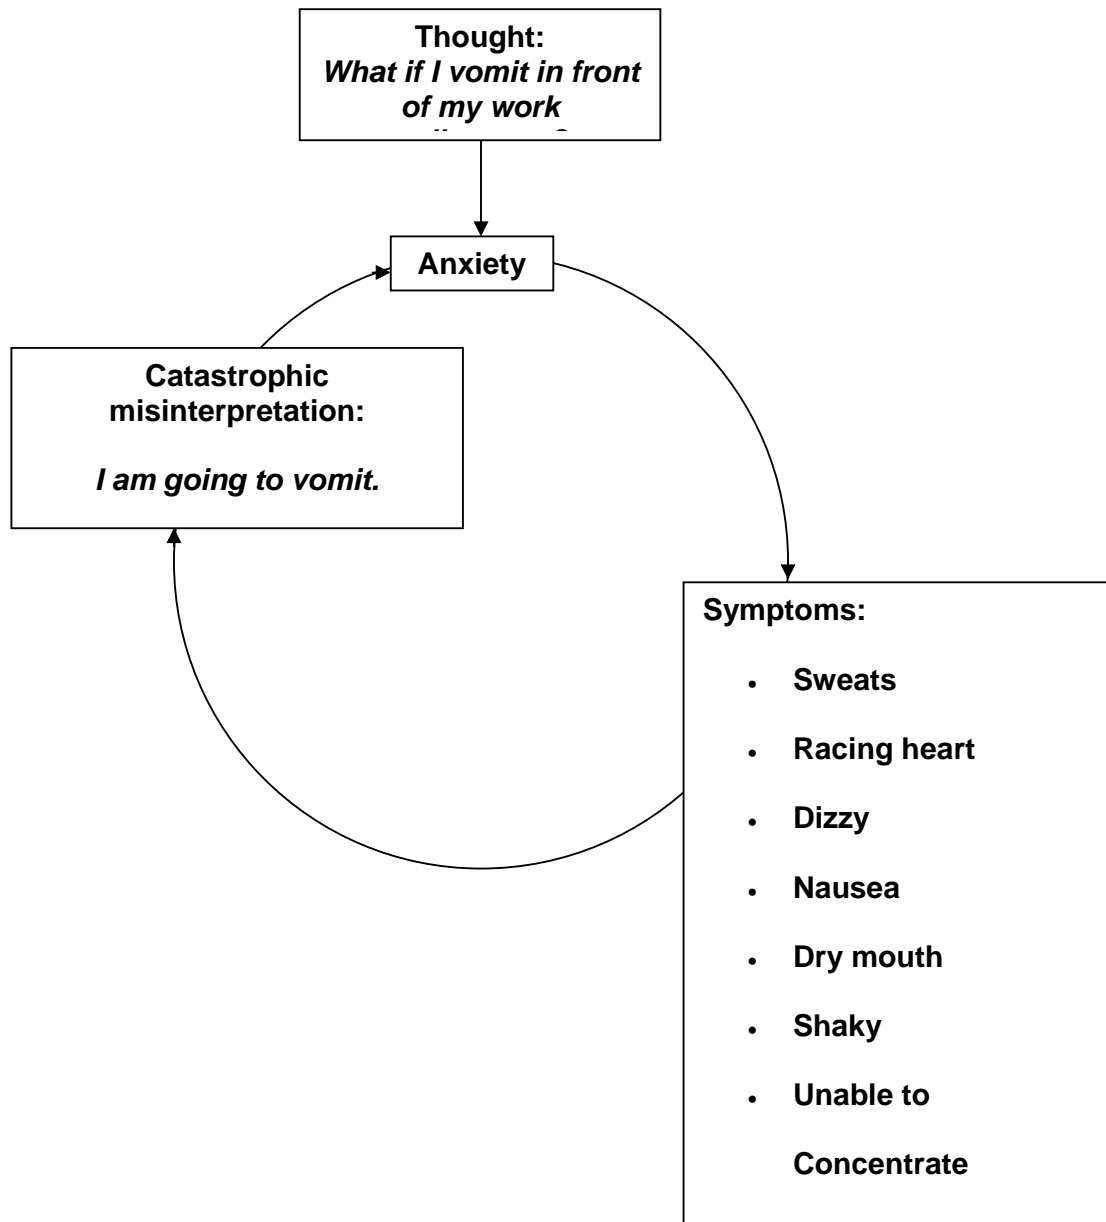 Thought:
What if I vomit in front
of my work
Anxiety
Catastrophic
misinterpretation:
I am going to vomit.
Symptoms:
• Sweats
• Racing heart
• Dizzy
• Nausea
• Dry mouth
• Shaky
• Unable to
Concentrate